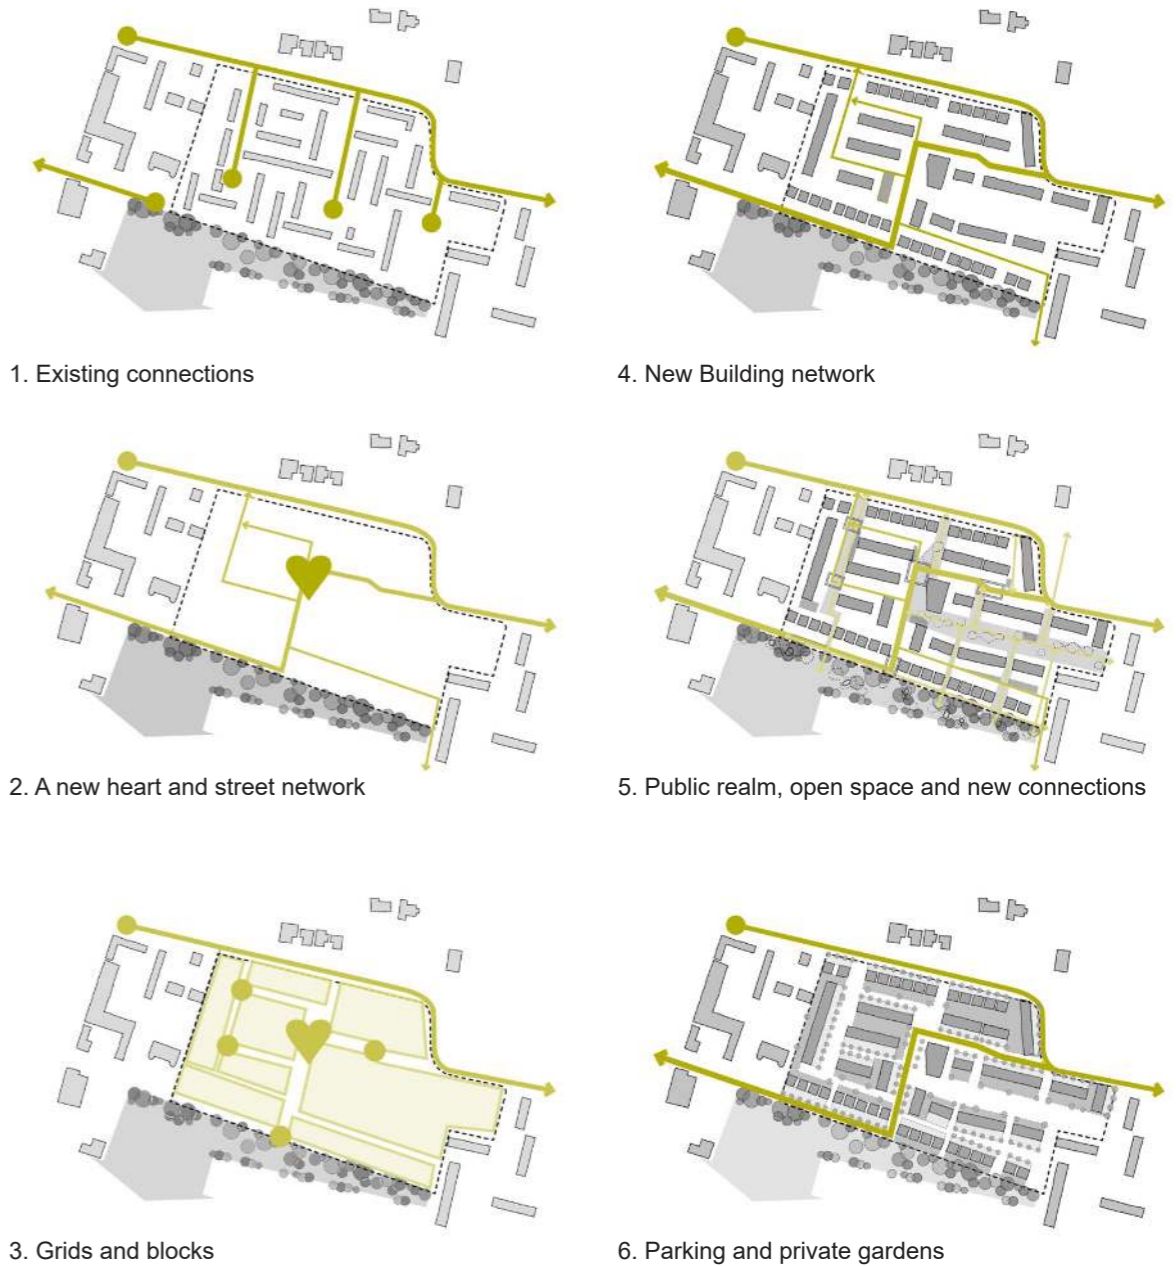 1. Existing connections
4. New Building network
2. A new heart and street network
5. Public realm, open space and new connections
3. Grids and blocks
6. Parking and private gardens